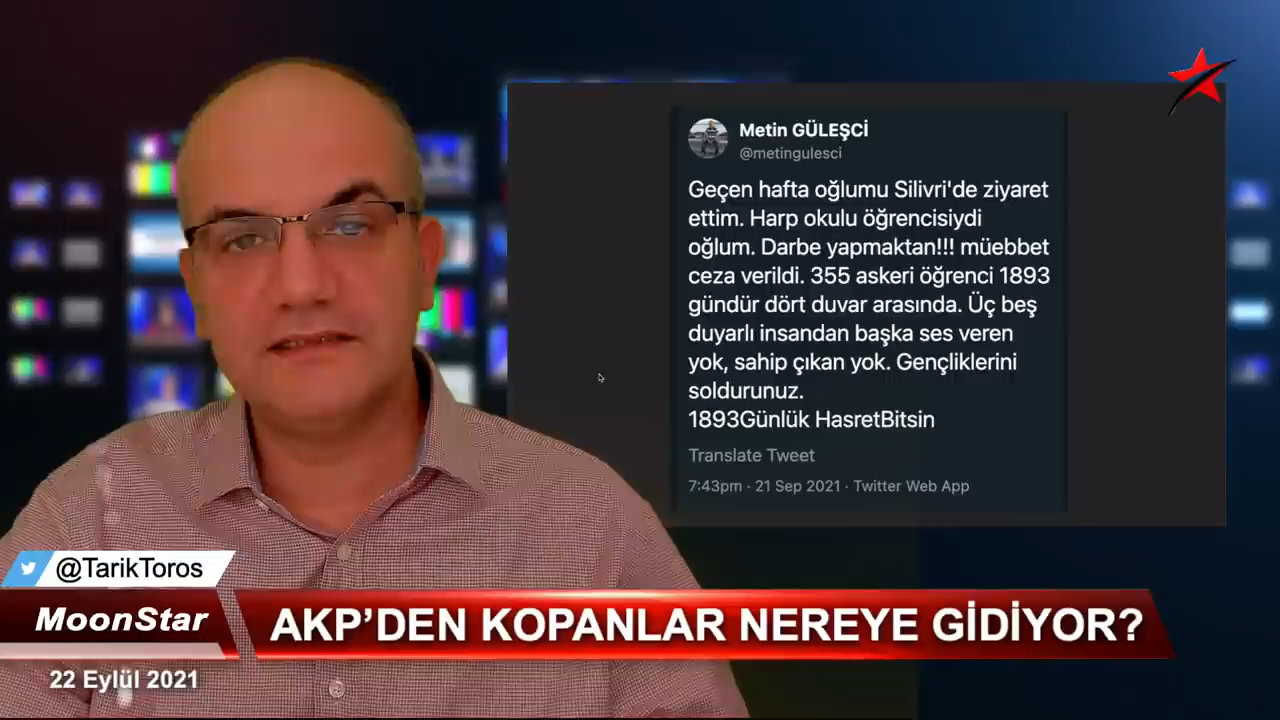 Metin GÜLEŞCİ
@metingulesci
Geçen hafta oğlumu Silivri'de ziyaret
ettim. Harp okulu öğrencisiydi
oğlum. Darbe yapmaktan!!! müebbet
ceza verildi. 355 askeri öğrenci 1893
gündür dört duvar arasında. Üç beş
duyarlı insandan başka ses veren
yok, sahip çıkan yok. Gençliklerini
soldurunuz.
1893Günlük HasretBitsin
Translate Tweet
7:43pm · 21 Sep 2021 · Twitter Web App
@TarikToros
MoonStar
AKP’DEN KOPANLAR NEREYE GİDİYOR?
22 Eylül 2021